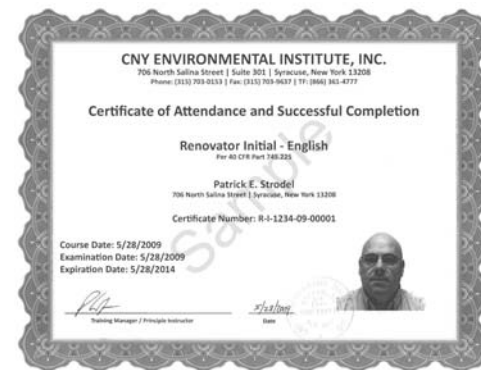 CNY ENVIRONMENTAL INSTITUTE, INC.
706 North Salina Street | Suite 301 | Syracuse, New York 13208
Phone: (315) 703-0153 | Fax: (315) 703-9637 | TF: (866) 361-4777
Certificate of Attendance and Successful Completion
Renovator Initial - English
Per 40 CFR Part 745.225
Patrick E. Strodel
706 North Salina Street | Syracuse, New York 13208
Certificate Number: R-I-1234-09-00001
Course Date: 5/28/2009
Examination Date: 5/28/2009
Expiration Date: 5/28/2014
Sample
5/28/2009
Training Manager / Principle Instructor
Date